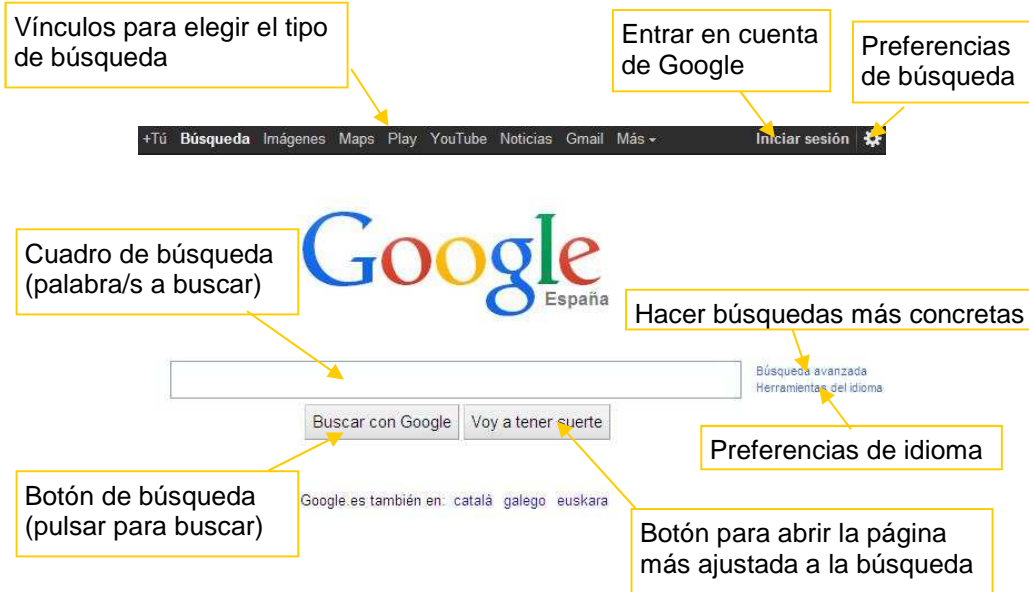 Vínculos para elegir el tipo
de búsqueda
Entrar en cuenta
de Google
Preferencias
de búsqueda
+Tú Búsqueda Imágenes Maps Play YouTube Noticias Gmail Más
Iniciar sesión
Google
España
Cuadro de búsqueda
(palabra/s a buscar)
Hacer búsquedas más concretas
Búsqueda avanzada
Herramientas del idioma
Buscar con Google
Voy a tener suerte
Preferencias de idioma
Botón de búsqueda
(pulsar para buscar)
Google.es también en: català galego euskara
Botón para abrir la página
más ajustada a la búsqueda